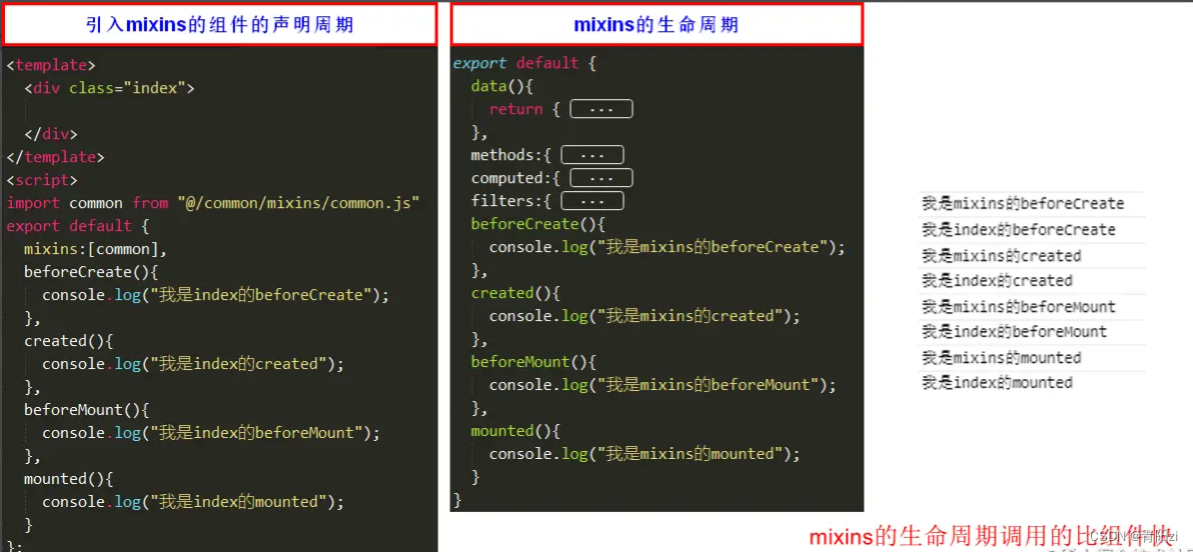 引入mixins的组件的声明周期
<template>
<div class="index">
</div>
</template>
<script>
import common from "@/common/mixins/common.js"
export default {
mixins:[common],
beforeCreate(){
console.log("我是index的beforeCreate");
},
created(){
console.log("我是index的created");
},
beforeMount(){
console.log("我是index的beforeMount");
},
mounted(){
console.log("我是index的mounted");
}
};
mixins的生命周期
export default {
data(){
return { ...
},
methods:{ ...
computed:{ ...
filters:{ ...
beforeCreate(){
console.log("我是mixins的beforeCreate");
},
created(){
console.log("我是mixins的created");
},
beforeMount(){
console.log("我是mixins的beforeMount");
},
mounted(){
console.log("我是mixins的mounted");
}
}
我是mixins的beforeCreate
我是index的beforeCreate
我是mixins的created
我是index的created
我是mixins的beforeMount
我是index的beforeMount
我是mixins的mounted
我是index的mounted
mixins的生命周期调用的比组件快